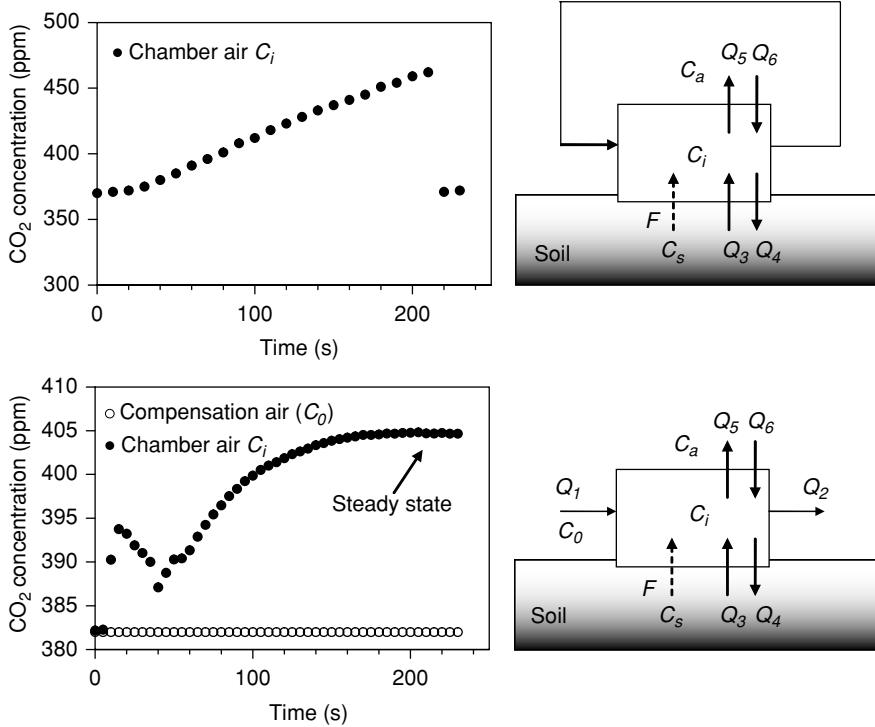 CO₂ concentration (ppm)
500
450
400
350
300
Chamber air Cᵢ
0
100
200
Time (s)
Q₅ Q₆
Cₐ
Cᵢ
F
Soil
Cₛ
Q₃ Q₄
CO₂ concentration (ppm)
410
405
400
395
390
385
380
Compensation air (C₀)
Chamber air Cᵢ
Steady state
0
100
200
Time (s)
Q₅ Q₆
Cₐ
Q₁
Q₂
Cᵢ
C₀
F
Soil
Cₛ
Q₃ Q₄